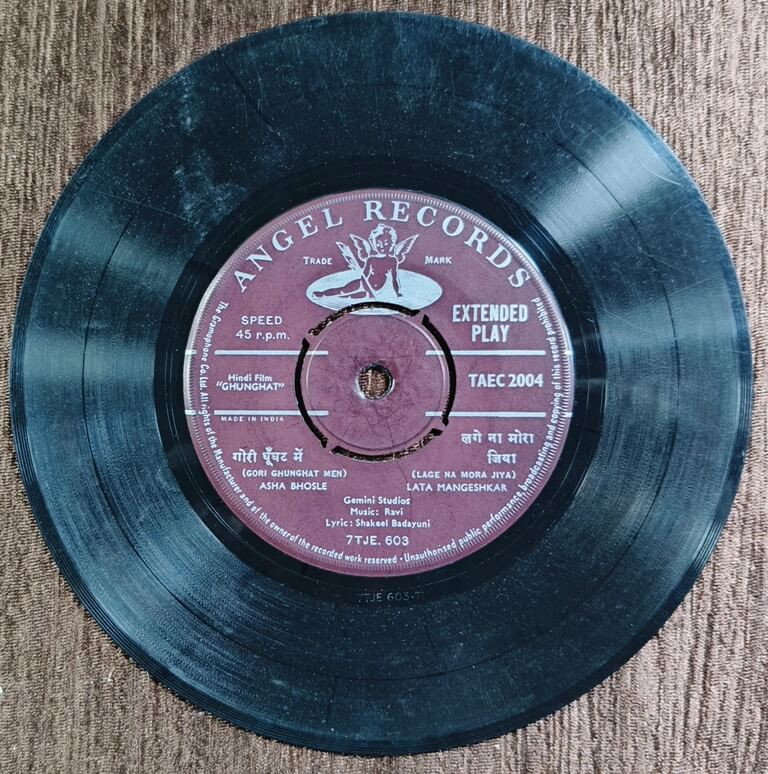 ANGEL RECORDS
TRADE MARK
SPEED
45 r.p.m.
EXTENDED
PLAY
Hindi Film
"GHUNGHAT"
TAEC 2004
MADE IN INDIA
गोरी घूँघट में
(GORI GHUNGHAT MEN)
ASHA BHOSLE
लगे ना मोरा
जिया
(LAGE NA MORA JIYA)
LATA MANGESHKAR
Gemini Studios
Music: Ravi
Lyric: Shakeel Badayuni
7TJE. 603
The Gramophone Co. Ltd. All rights of the Manufacturer and of the owner of the recorded work reserved · Unauthorised public performance, broadcasting and copying of this record prohibited